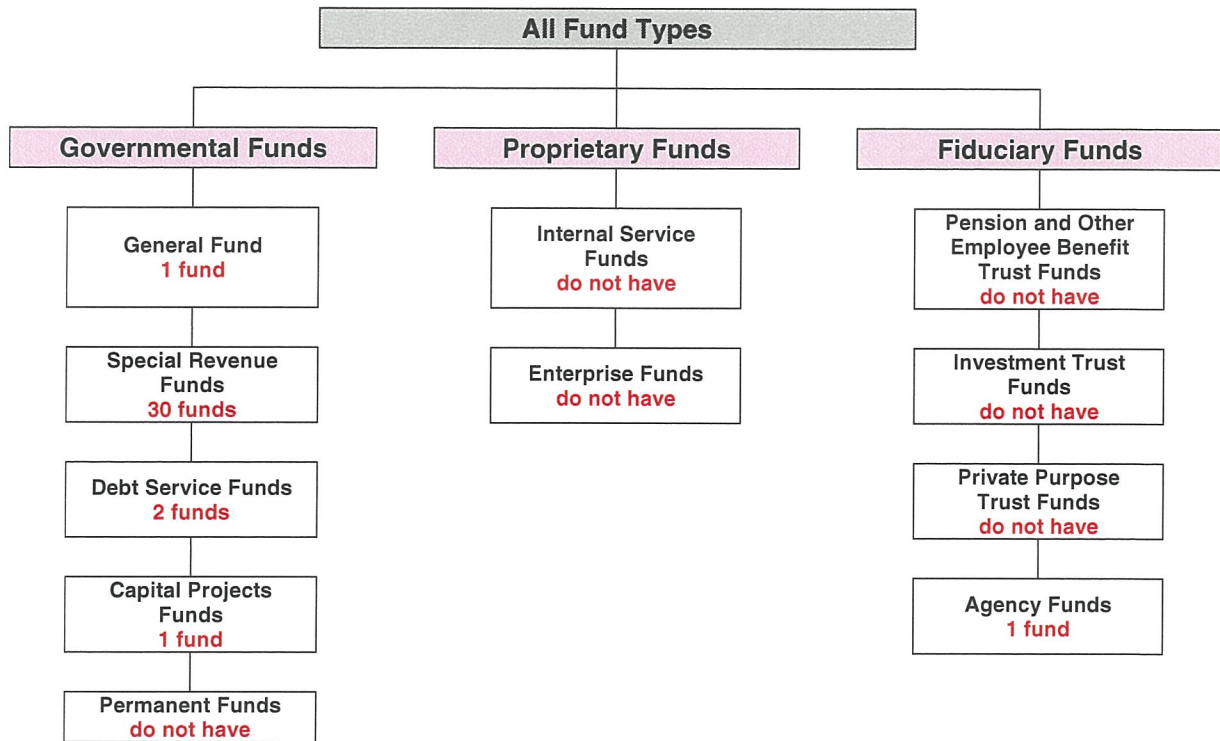 All Fund Types
Governmental Funds
Proprietary Funds
Fiduciary Funds
General Fund
1 fund
Special Revenue
Funds
30 funds
Debt Service Funds
2 funds
Capital Projects
Funds
1 fund
Permanent Funds
do not have
Internal Service
Funds
do not have
Enterprise Funds
do not have
Pension and Other
Employee Benefit
Trust Funds
do not have
Investment Trust
Funds
do not have
Private Purpose
Trust Funds
do not have
Agency Funds
1 fund